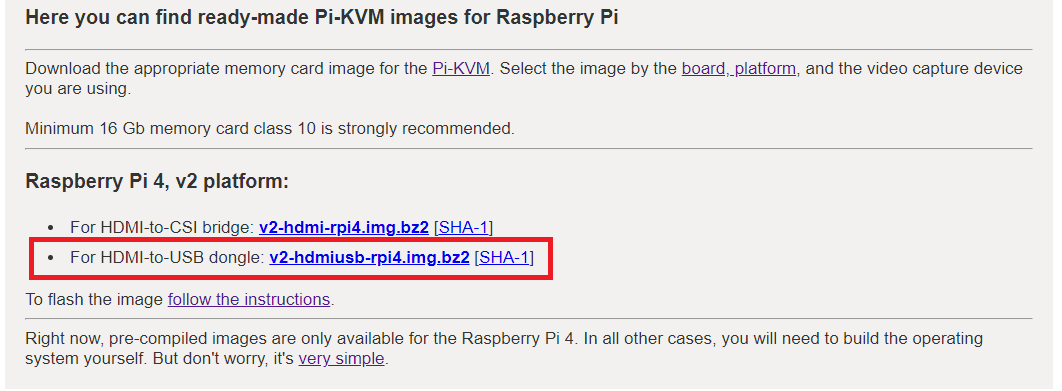 Here you can find ready-made Pi-KVM images for Raspberry Pi
Download the appropriate memory card image for the Pi-KVM. Select the image by the board, platform, and the video capture device
you are using.
Minimum 16 Gb memory card class 10 is strongly recommended.
Raspberry Pi 4, v2 platform:
• For HDMI-to-CSI bridge: v2-hdmi-rpi4.img.bz2 [SHA-1]
• For HDMI-to-USB dongle: v2-hdmiusb-rpi4.img.bz2 [SHA-1]
To flash the image follow the instructions.
Right now, pre-compiled images are only available for the Raspberry Pi 4. In all other cases, you will need to build the operating
system yourself. But don't worry, it's very simple.